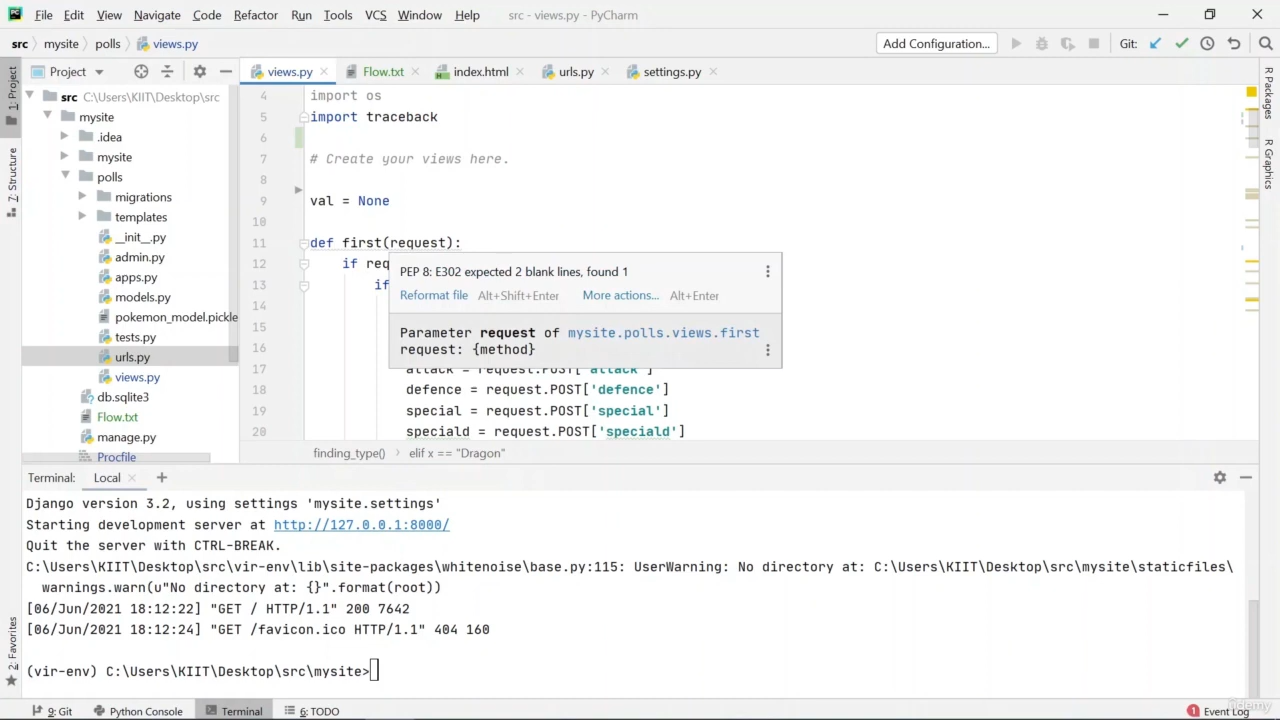 PC File Edit View Navigate Code Refactor Run Tools VCS Window Help src - views.py - PyCharm
src mysite polls views.py Add Configuration... Git:
Project views.py Flow.txt index.html urls.py settings.py
1: Project
7: Structure
2: Favorites
R Packages
R Graphics
src C:\Users\KIIT\Desktop\src
mysite
.idea
mysite
polls
migrations
templates
__init__.py
admin.py
apps.py
models.py
pokemon_model.pickle
tests.py
urls.py
views.py
db.sqlite3
Flow.txt
manage.py
Procfile
4 import os
5 import traceback
6
7 # Create your views here.
8
9 val = None
10
11 def first(request):
12 if req
13 if
14
15
16
17 attack = request.POST['attack']
18 defence = request.POST['defence']
19 special = request.POST['special']
20 speciald = request.POST['speciald']
PEP 8: E302 expected 2 blank lines, found 1
Reformat file Alt+Shift+Enter More actions... Alt+Enter
Parameter request of mysite.polls.views.first
request: {method}
finding_type() elif x == "Dragon"
Terminal: Local
Django version 3.2, using settings 'mysite.settings'
Starting development server at http://127.0.0.1:8000/
Quit the server with CTRL-BREAK.
C:\Users\KIIT\Desktop\src\vir-env\lib\site-packages\whitenoise\base.py:115: UserWarning: No directory at: C:\Users\KIIT\Desktop\src\mysite\staticfiles\
warnings.warn(u"No directory at: {}".format(root))
[06/Jun/2021 18:12:22] "GET / HTTP/1.1" 200 7642
[06/Jun/2021 18:12:24] "GET /favicon.ico HTTP/1.1" 404 160
(vir-env) C:\Users\KIIT\Desktop\src\mysite>
9: Git Python Console Terminal 6: TODO 1 Event Log
udemy